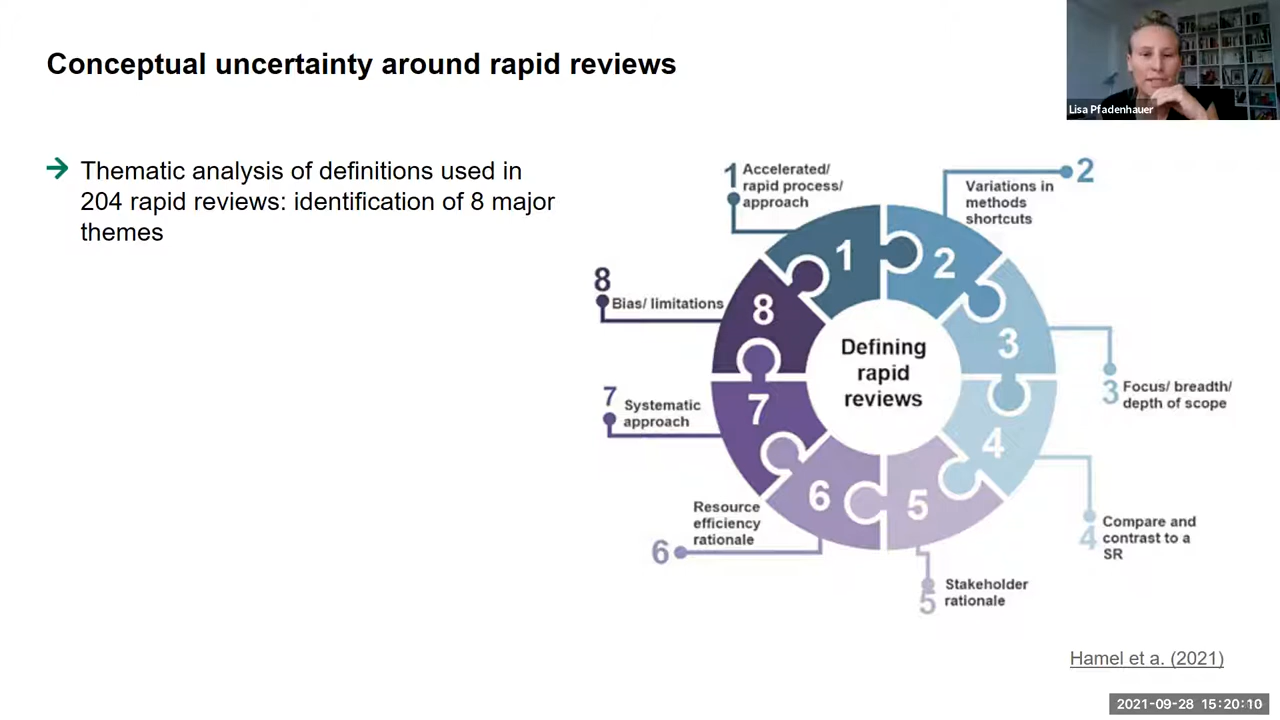 Conceptual uncertainty around rapid reviews
Lisa Pfadenhauer
Thematic analysis of definitions used in
204 rapid reviews: identification of 8 major
themes
1
Accelerated/
rapid process/
approach
2
Variations in
methods
shortcuts
3
Focus/ breadth/
depth of scope
4
Compare and
contrast to a
SR
5
Stakeholder
rationale
6
Resource
efficiency
rationale
7
Systematic
approach
8
Bias/ limitations
1
2
3
4
5
6
7
8
Defining
rapid
reviews
Hamel et a. (2021)
2021-09-28 15:20:10